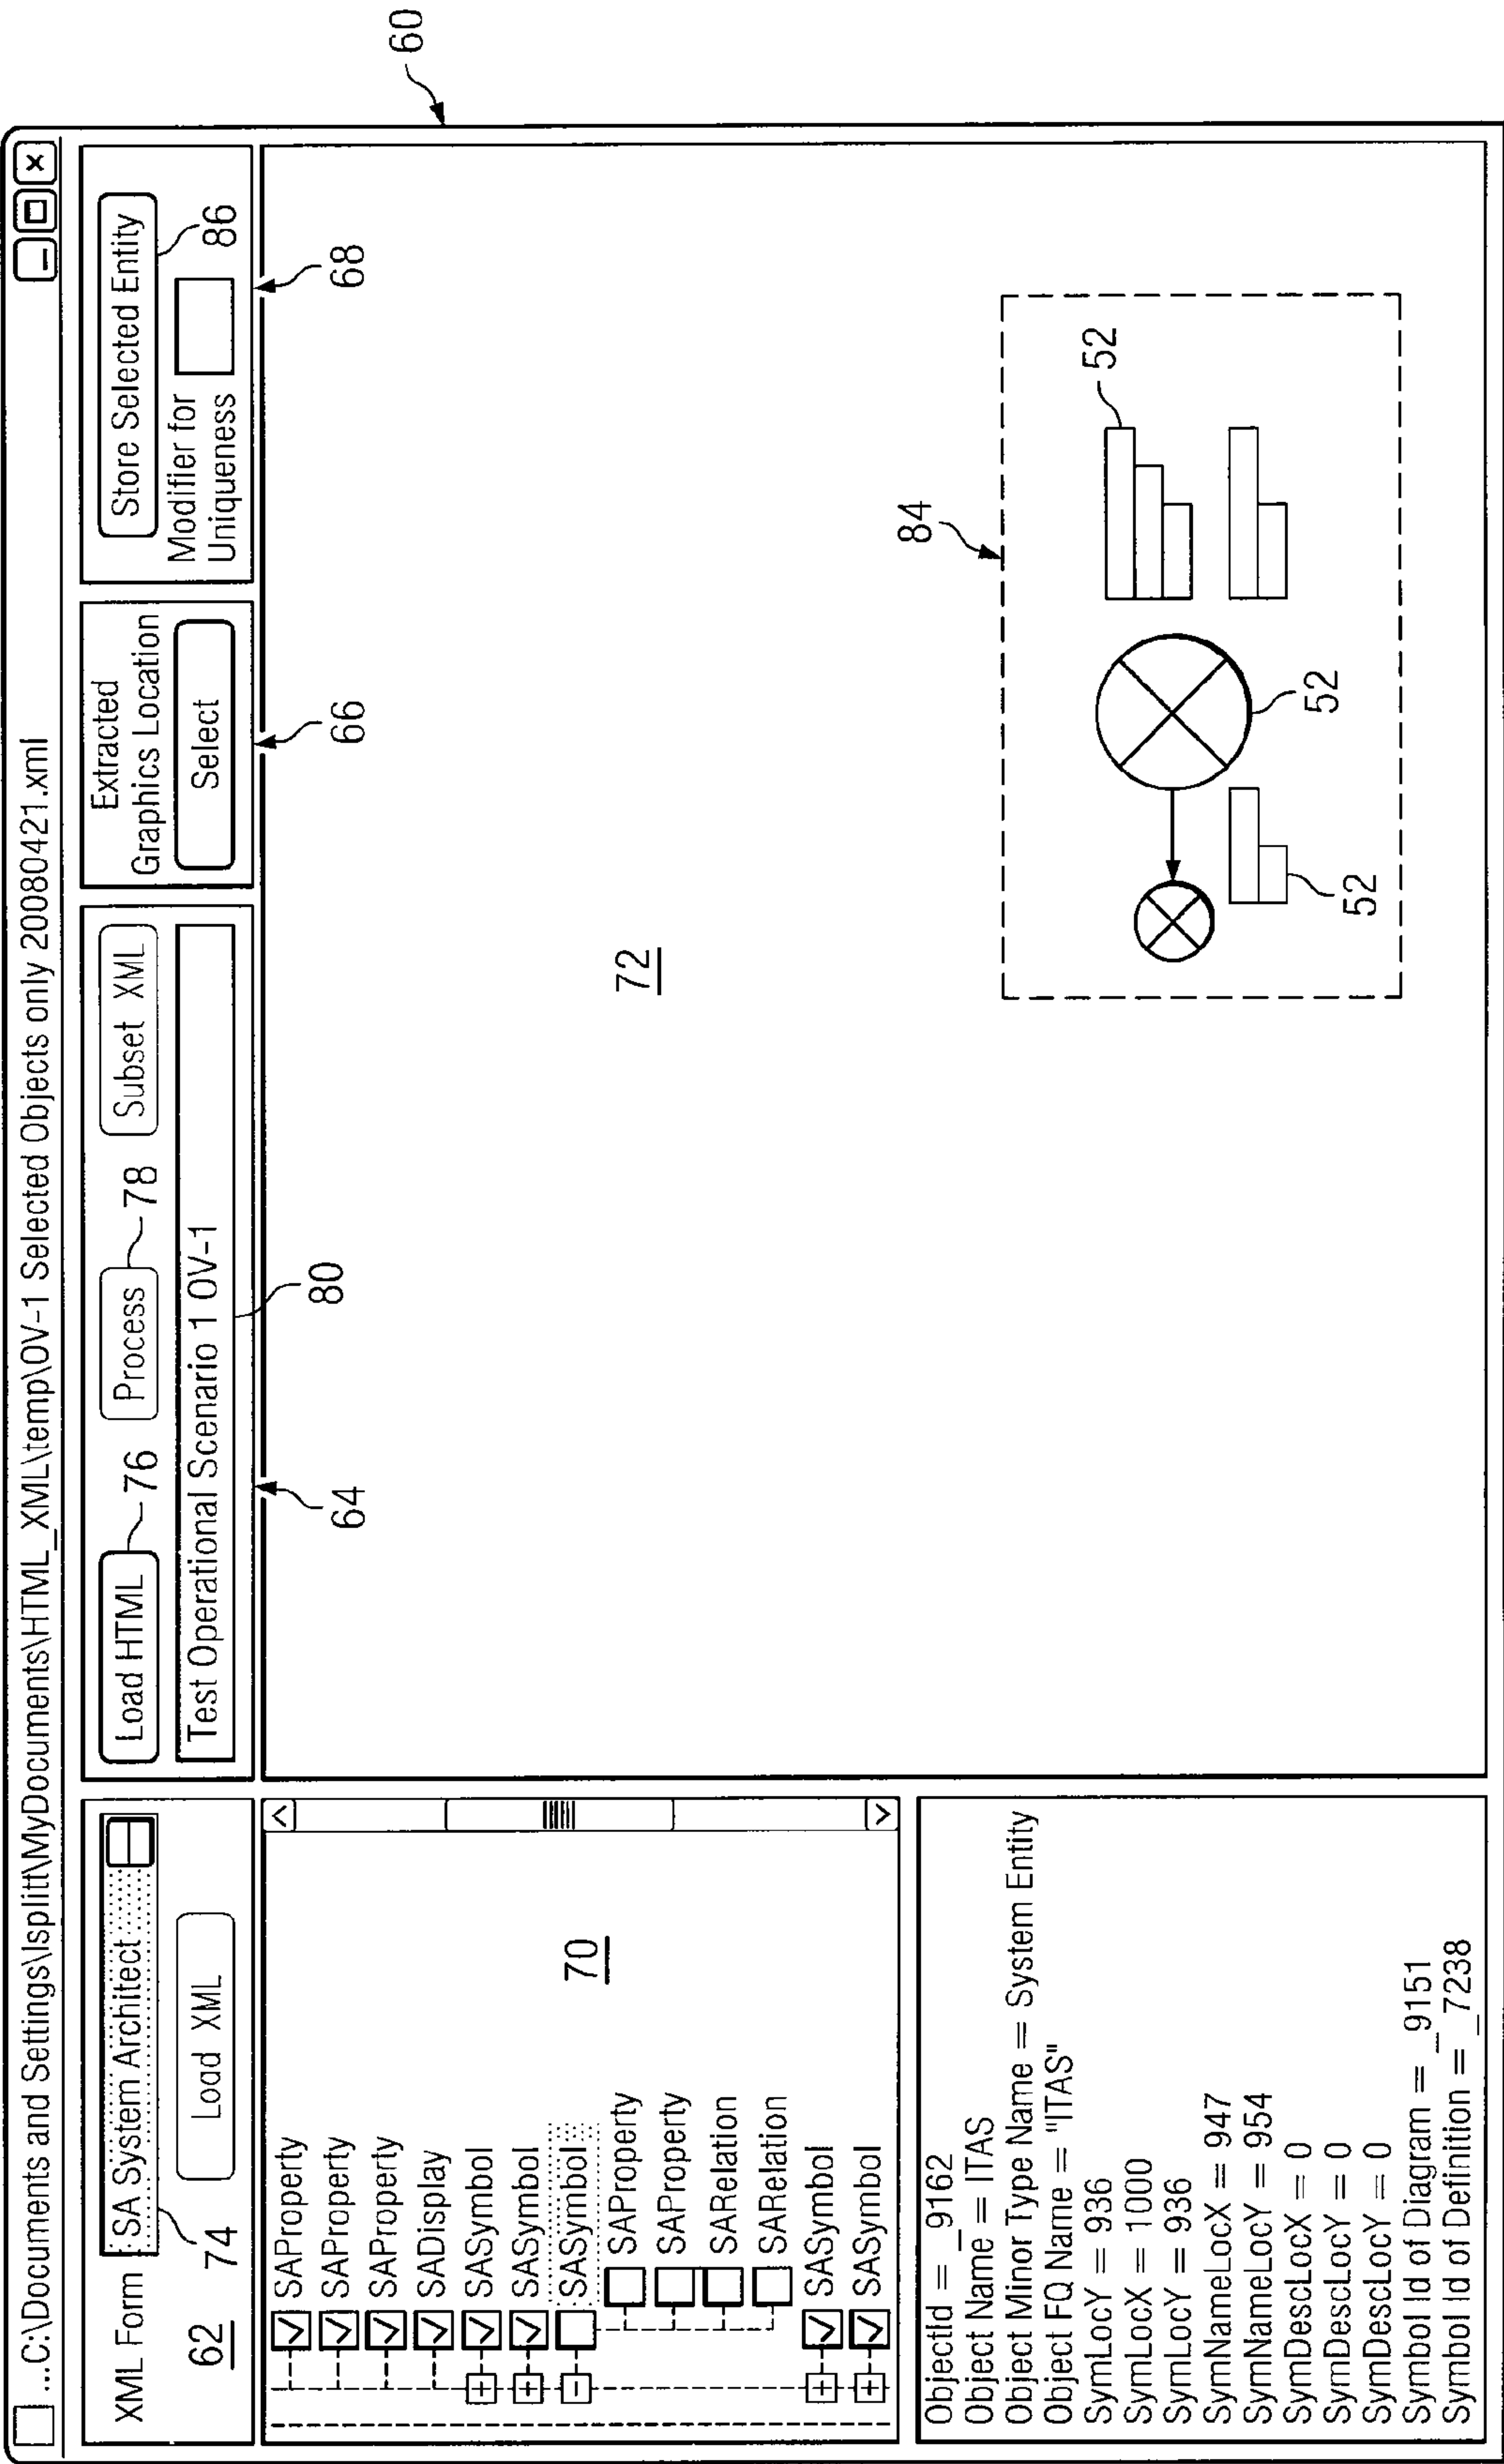 ...C:\Documents and Settings\lsplitt\MyDocuments\HTML_XML\temp\OV-1 Selected Objects only 20080421.xml
60
XML Form
SA System Architect
Load XML
62
74
Load HTML
76
Process
78
Subset XML
Test Operational Scenario 1 OV-1
80
64
Extracted
Graphics Location
Select
66
Store Selected Entity
Modifier for
Uniqueness
86
68
SAProperty
SAProperty
SAProperty
SADisplay
SASymbol
SASymbol
SASymbol
SAProperty
SAProperty
SARelation
SARelation
SASymbol
SASymbol
70
72
84
52
52
52
ObjectId = _9162
Object Name = ITAS
Object Minor Type Name = System Entity
Object FQ Name = "ITAS"
SymLocY = 936
SymLocX = 1000
SymLocY = 936
SymNameLocX = 947
SymNameLocY = 954
SymDescLocX = 0
SymDescLocY = 0
SymDescLocY = 0
Symbol Id of Diagram = _9151
Symbol Id of Definition = _7238